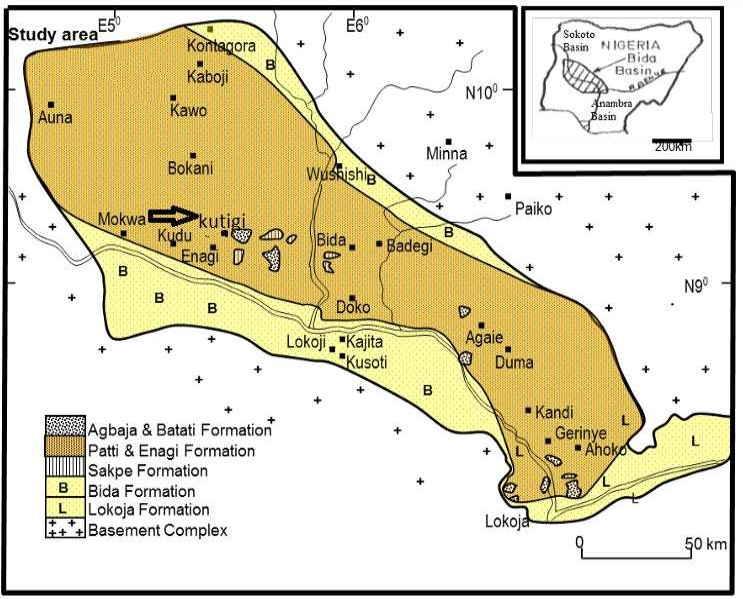 Study area
E5⁰
E6⁰
N10⁰
N9⁰
Sokoto
Basin
NIGERIA
Bida
Basin
R. BENUE
Anambra
Basin
200km
Kontagora
B
Kaboji
Kawo
Auna
Bokani
Minna
Wushishi
B
Paiko
Mokwa
kutigi
Kudu
Enagi
Bida
Badegi
B
B
B
B
Doko
Lokoji
Kajita
Kusoti
Agaie
Duma
B
Kandi
L
Gerinye
Ahoko
L
L
L
L
Lokoja
Agbaja & Batati Formation
Patti & Enagi Formation
Sakpe Formation
B Bida Formation
L Lokoja Formation
Basement Complex
0 50 km